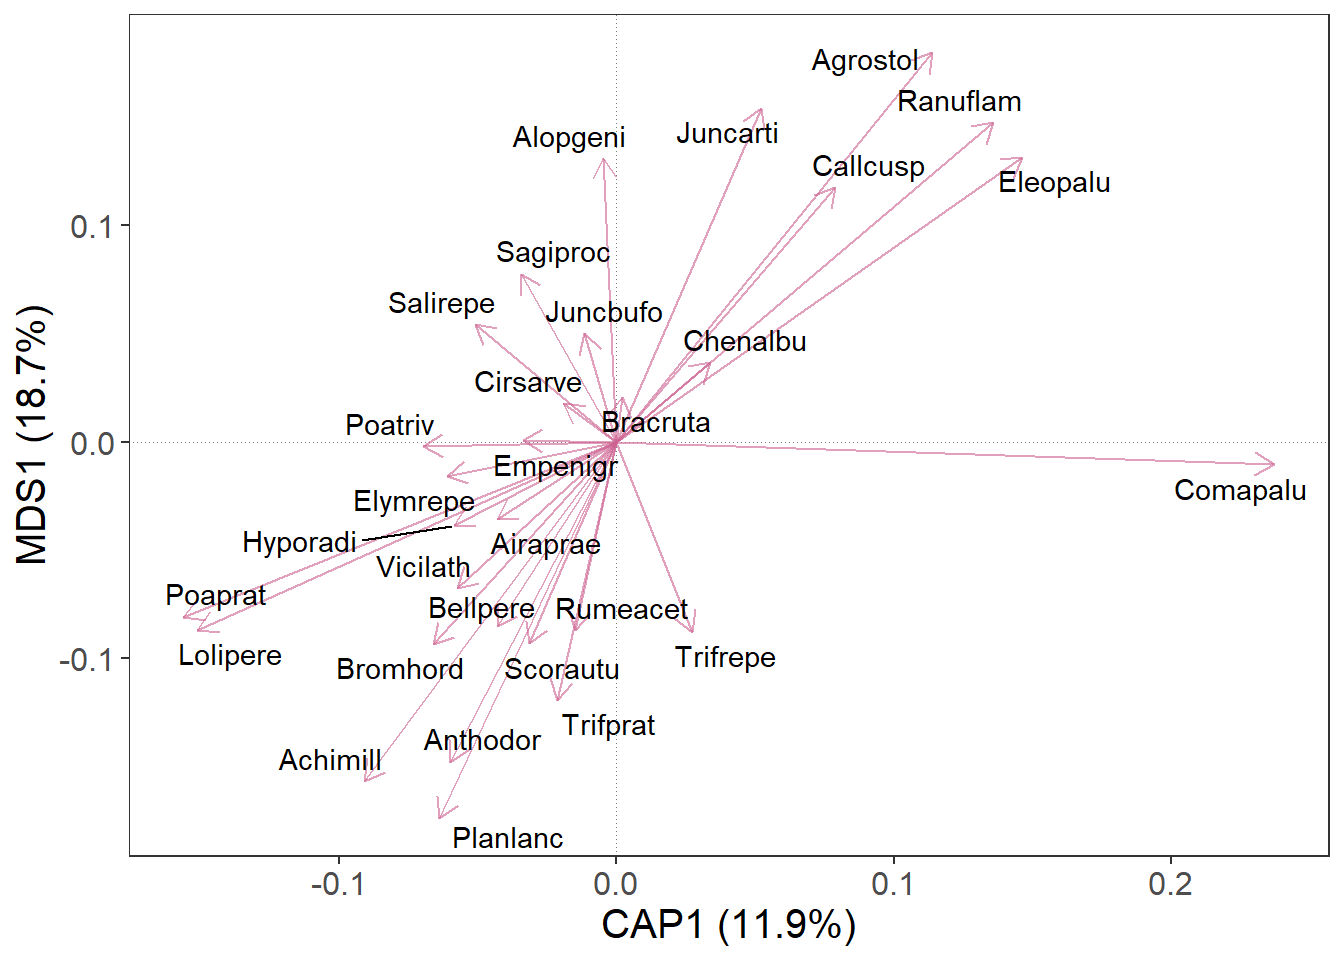 Agrostol
Ranuflam
Juncarti
Alopgeni
Callcusp
Eleopalu
Sagiproc
Salirepe
Juncbufo
Chenalbu
Cirsarve
Poatriv
Bracruta
Empenigr
Comapalu
Elymrepe
Hyporadi
Airaprae
Vicilath
Poaprat
Bellpere
Rumeacet
Lolipere
Bromhord
Scorautu
Trifrepe
Trifprat
Anthodor
Achimill
Planlanc
0.1
0.0
-0.1
MDS1 (18.7%)
-0.1
0.0
0.1
0.2
CAP1 (11.9%)